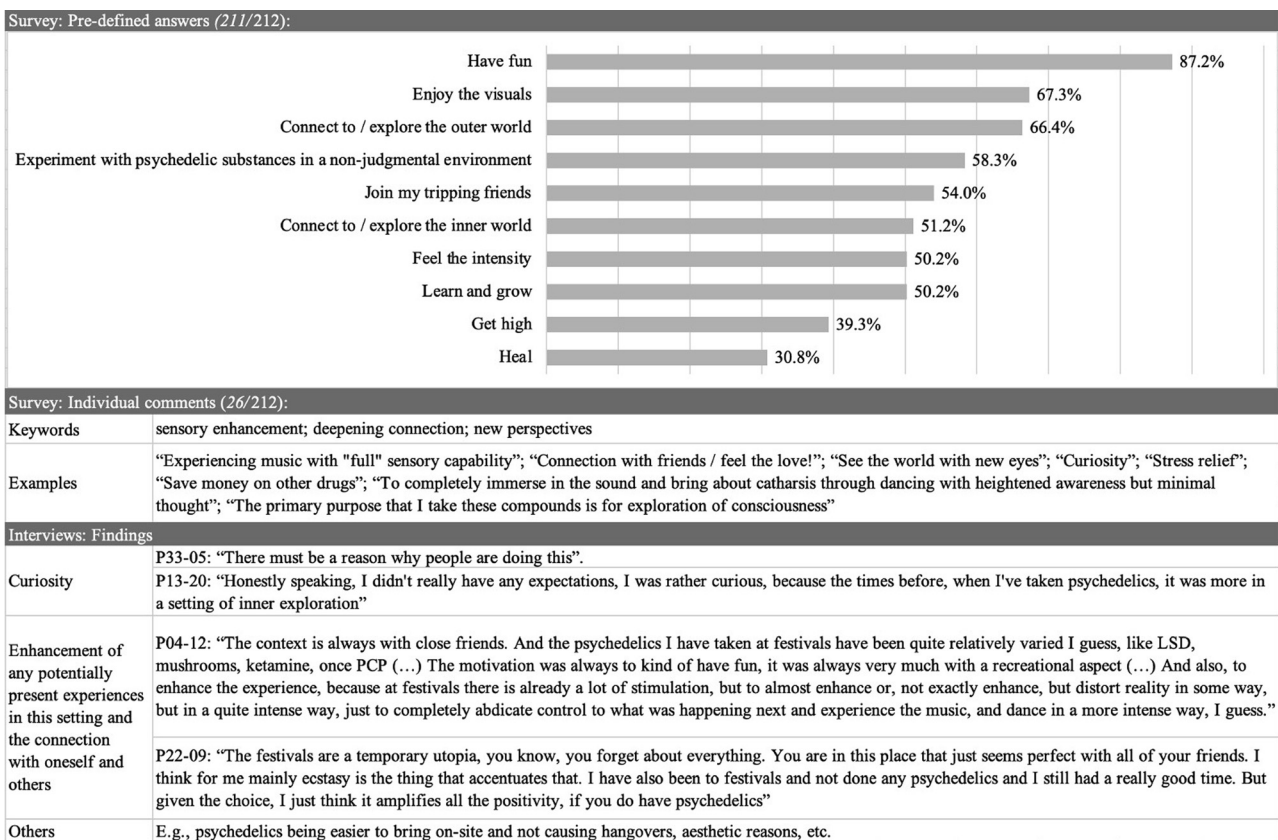 Survey: Pre-defined answers (211/212):
Have fun
87.2%
Enjoy the visuals
67.3%
Connect to / explore the outer world
66.4%
Experiment with psychedelic substances in a non-judgmental environment
58.3%
Join my tripping friends
54.0%
Connect to / explore the inner world
51.2%
Feel the intensity
50.2%
Learn and grow
50.2%
Get high
39.3%
Heal
30.8%
Survey: Individual comments (26/212):
Keywords
sensory enhancement; deepening connection; new perspectives
Examples
“Experiencing music with "full" sensory capability”; “Connection with friends / feel the love!”; “See the world with new eyes”; “Curiosity”; “Stress relief”;
“Save money on other drugs”; “To completely immerse in the sound and bring about catharsis through dancing with heightened awareness but minimal
thought”; “The primary purpose that I take these compounds is for exploration of consciousness”
Interviews: Findings
Curiosity
P33-05: “There must be a reason why people are doing this”.
P13-20: “Honestly speaking, I didn't really have any expectations, I was rather curious, because the times before, when I've taken psychedelics, it was more in
a setting of inner exploration”
Enhancement of
any potentially
present experiences
in this setting and
the connection
with oneself and
others
P04-12: “The context is always with close friends. And the psychedelics I have taken at festivals have been quite relatively varied I guess, like LSD,
mushrooms, ketamine, once PCP (…) The motivation was always to kind of have fun, it was always very much with a recreational aspect (…) And also, to
enhance the experience, because at festivals there is already a lot of stimulation, but to almost enhance or, not exactly enhance, but distort reality in some way,
but in a quite intense way, just to completely abdicate control to what was happening next and experience the music, and dance in a more intense way, I guess.”
P22-09: “The festivals are a temporary utopia, you know, you forget about everything. You are in this place that just seems perfect with all of your friends. I
think for me mainly ecstasy is the thing that accentuates that. I have also been to festivals and not done any psychedelics and I still had a really good time. But
given the choice, I just think it amplifies all the positivity, if you do have psychedelics”
Others
E.g., psychedelics being easier to bring on-site and not causing hangovers, aesthetic reasons, etc.